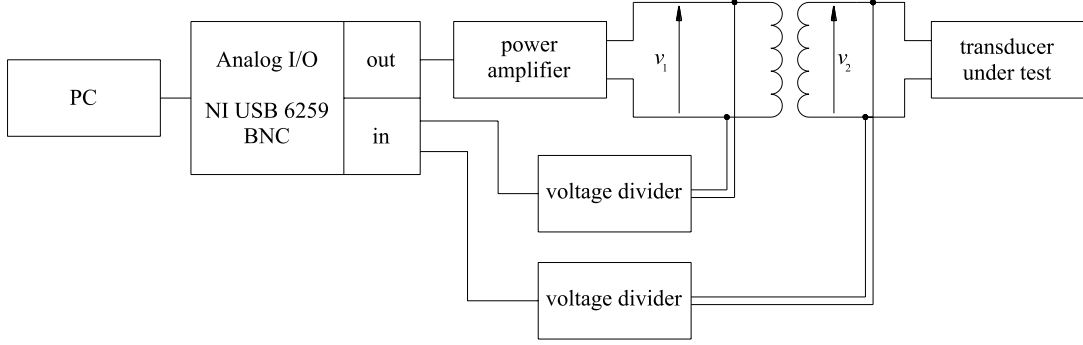 PC
Analog I/O
NI USB 6259
BNC
out
in
power
amplifier
v1
v2
transducer
under test
voltage divider
voltage divider